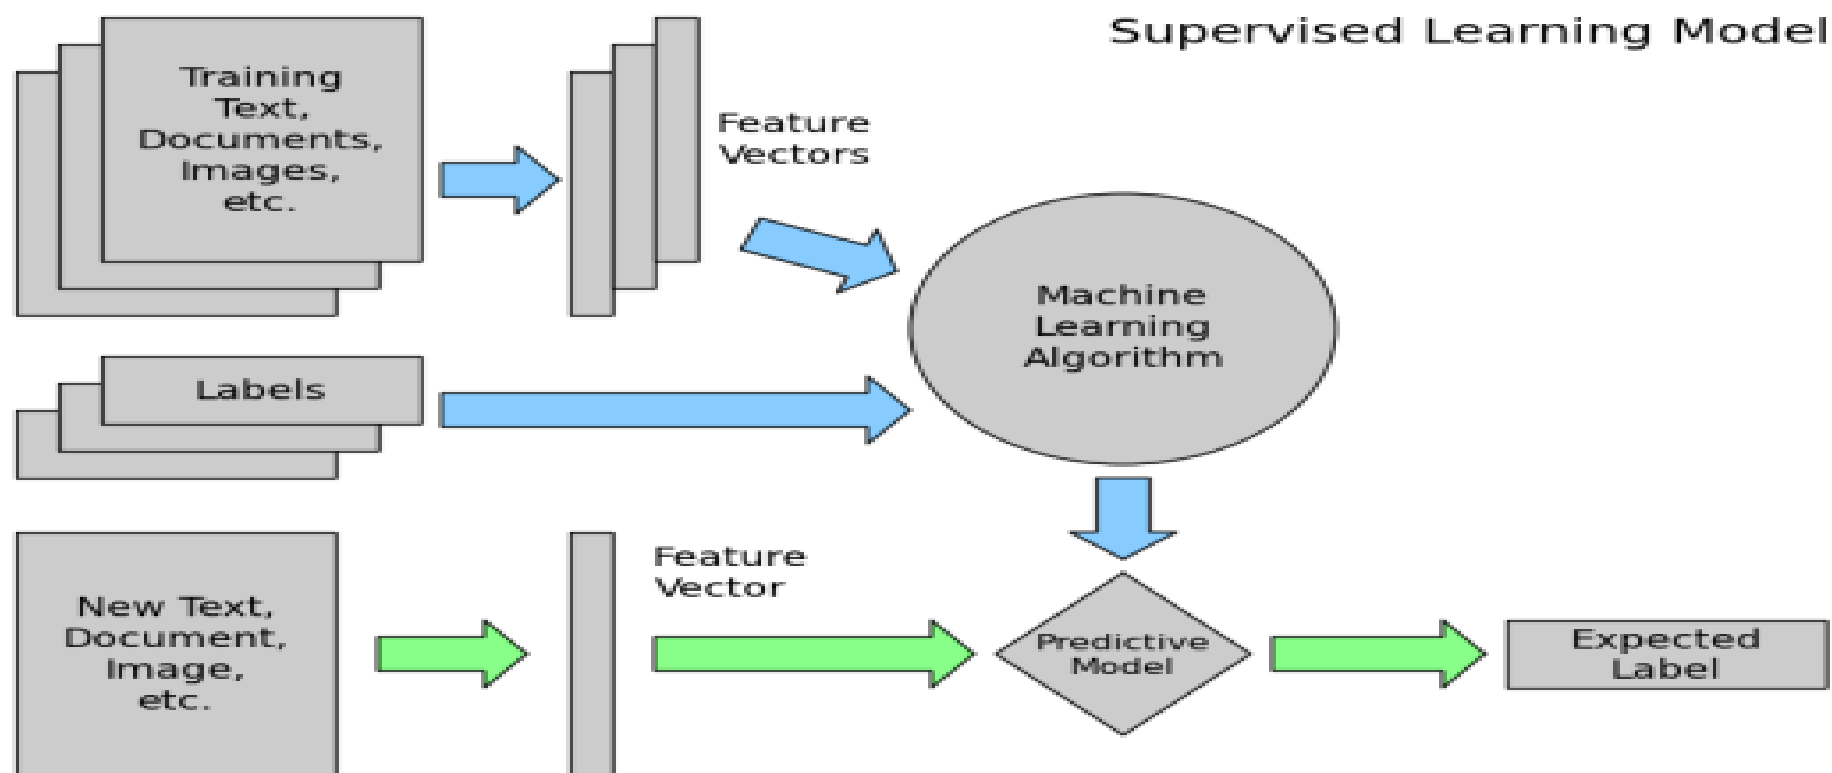 Supervised Learning Model
Training
Text,
Documents,
Images,
etc.
Feature
Vectors
Machine
Learning
Algorithm
Labels
New Text,
Document,
Image,
etc.
Feature
Vector
Predictive
Model
Expected
Label